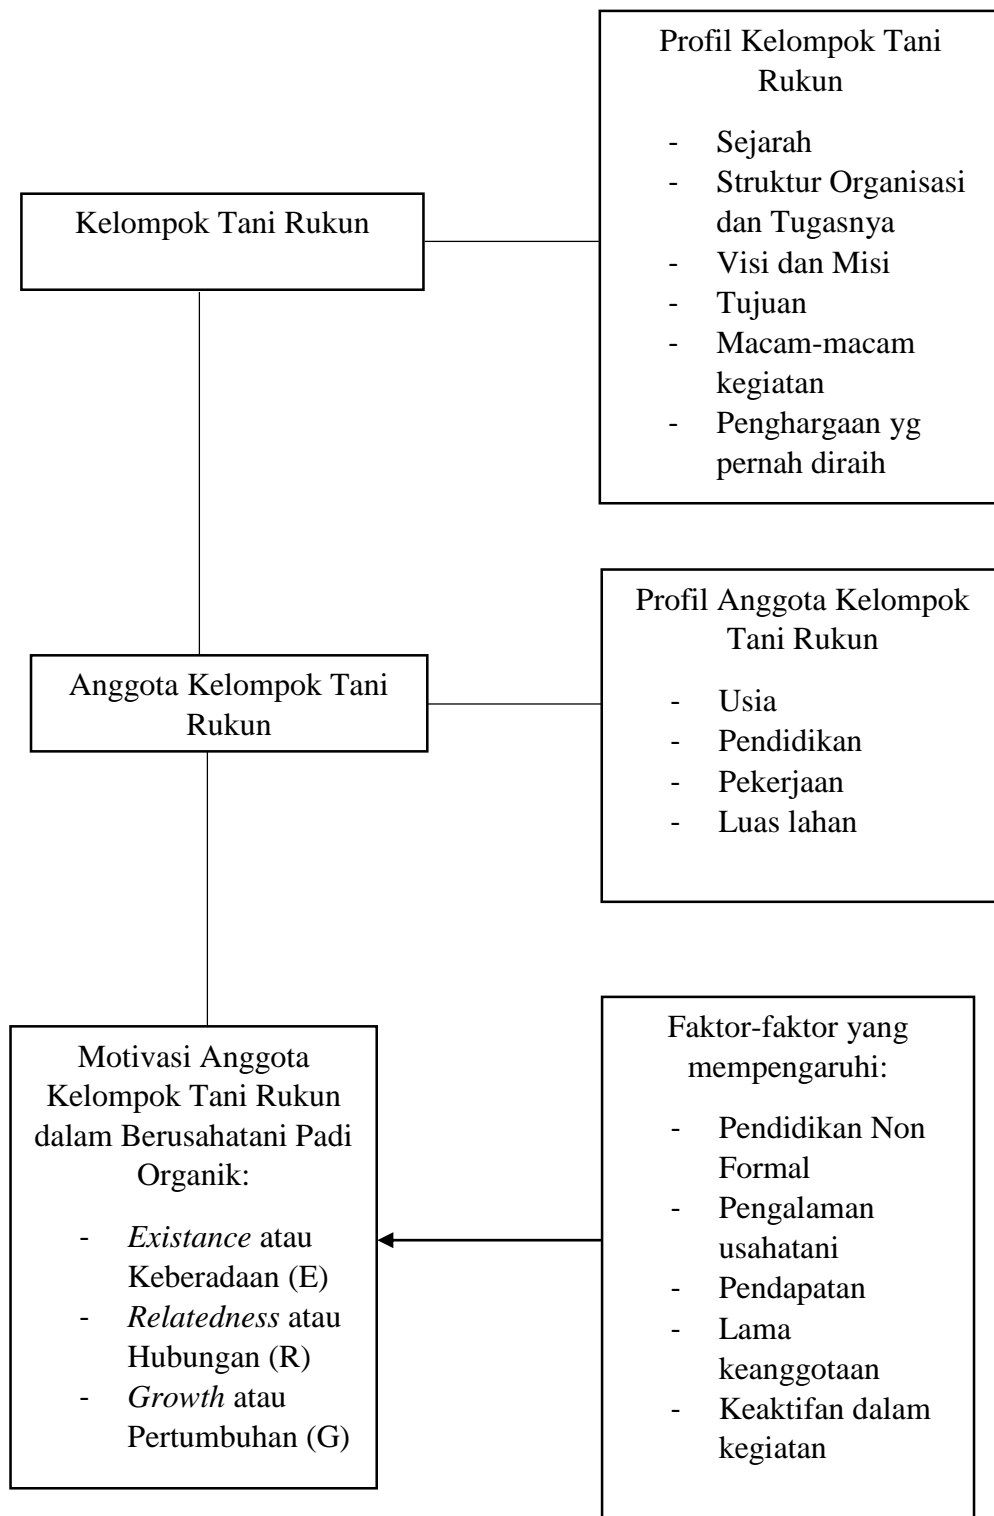 Profil Kelompok Tani
Rukun
- Sejarah
- Struktur Organisasi
dan Tugasnya
- Visi dan Misi
- Tujuan
- Macam-macam
kegiatan
- Penghargaan yg
pernah diraih
Kelompok Tani Rukun
Profil Anggota Kelompok
Tani Rukun
- Usia
- Pendidikan
- Pekerjaan
- Luas lahan
Anggota Kelompok Tani
Rukun
Motivasi Anggota
Kelompok Tani Rukun
dalam Berusahatani Padi
Organik:
- Existance atau
Keberadaan (E)
- Relatedness atau
Hubungan (R)
- Growth atau
Pertumbuhan (G)
Faktor-faktor yang
mempengaruhi:
- Pendidikan Non
Formal
- Pengalaman
usahatani
- Pendapatan
- Lama
keanggotaan
- Keaktifan dalam
kegiatan